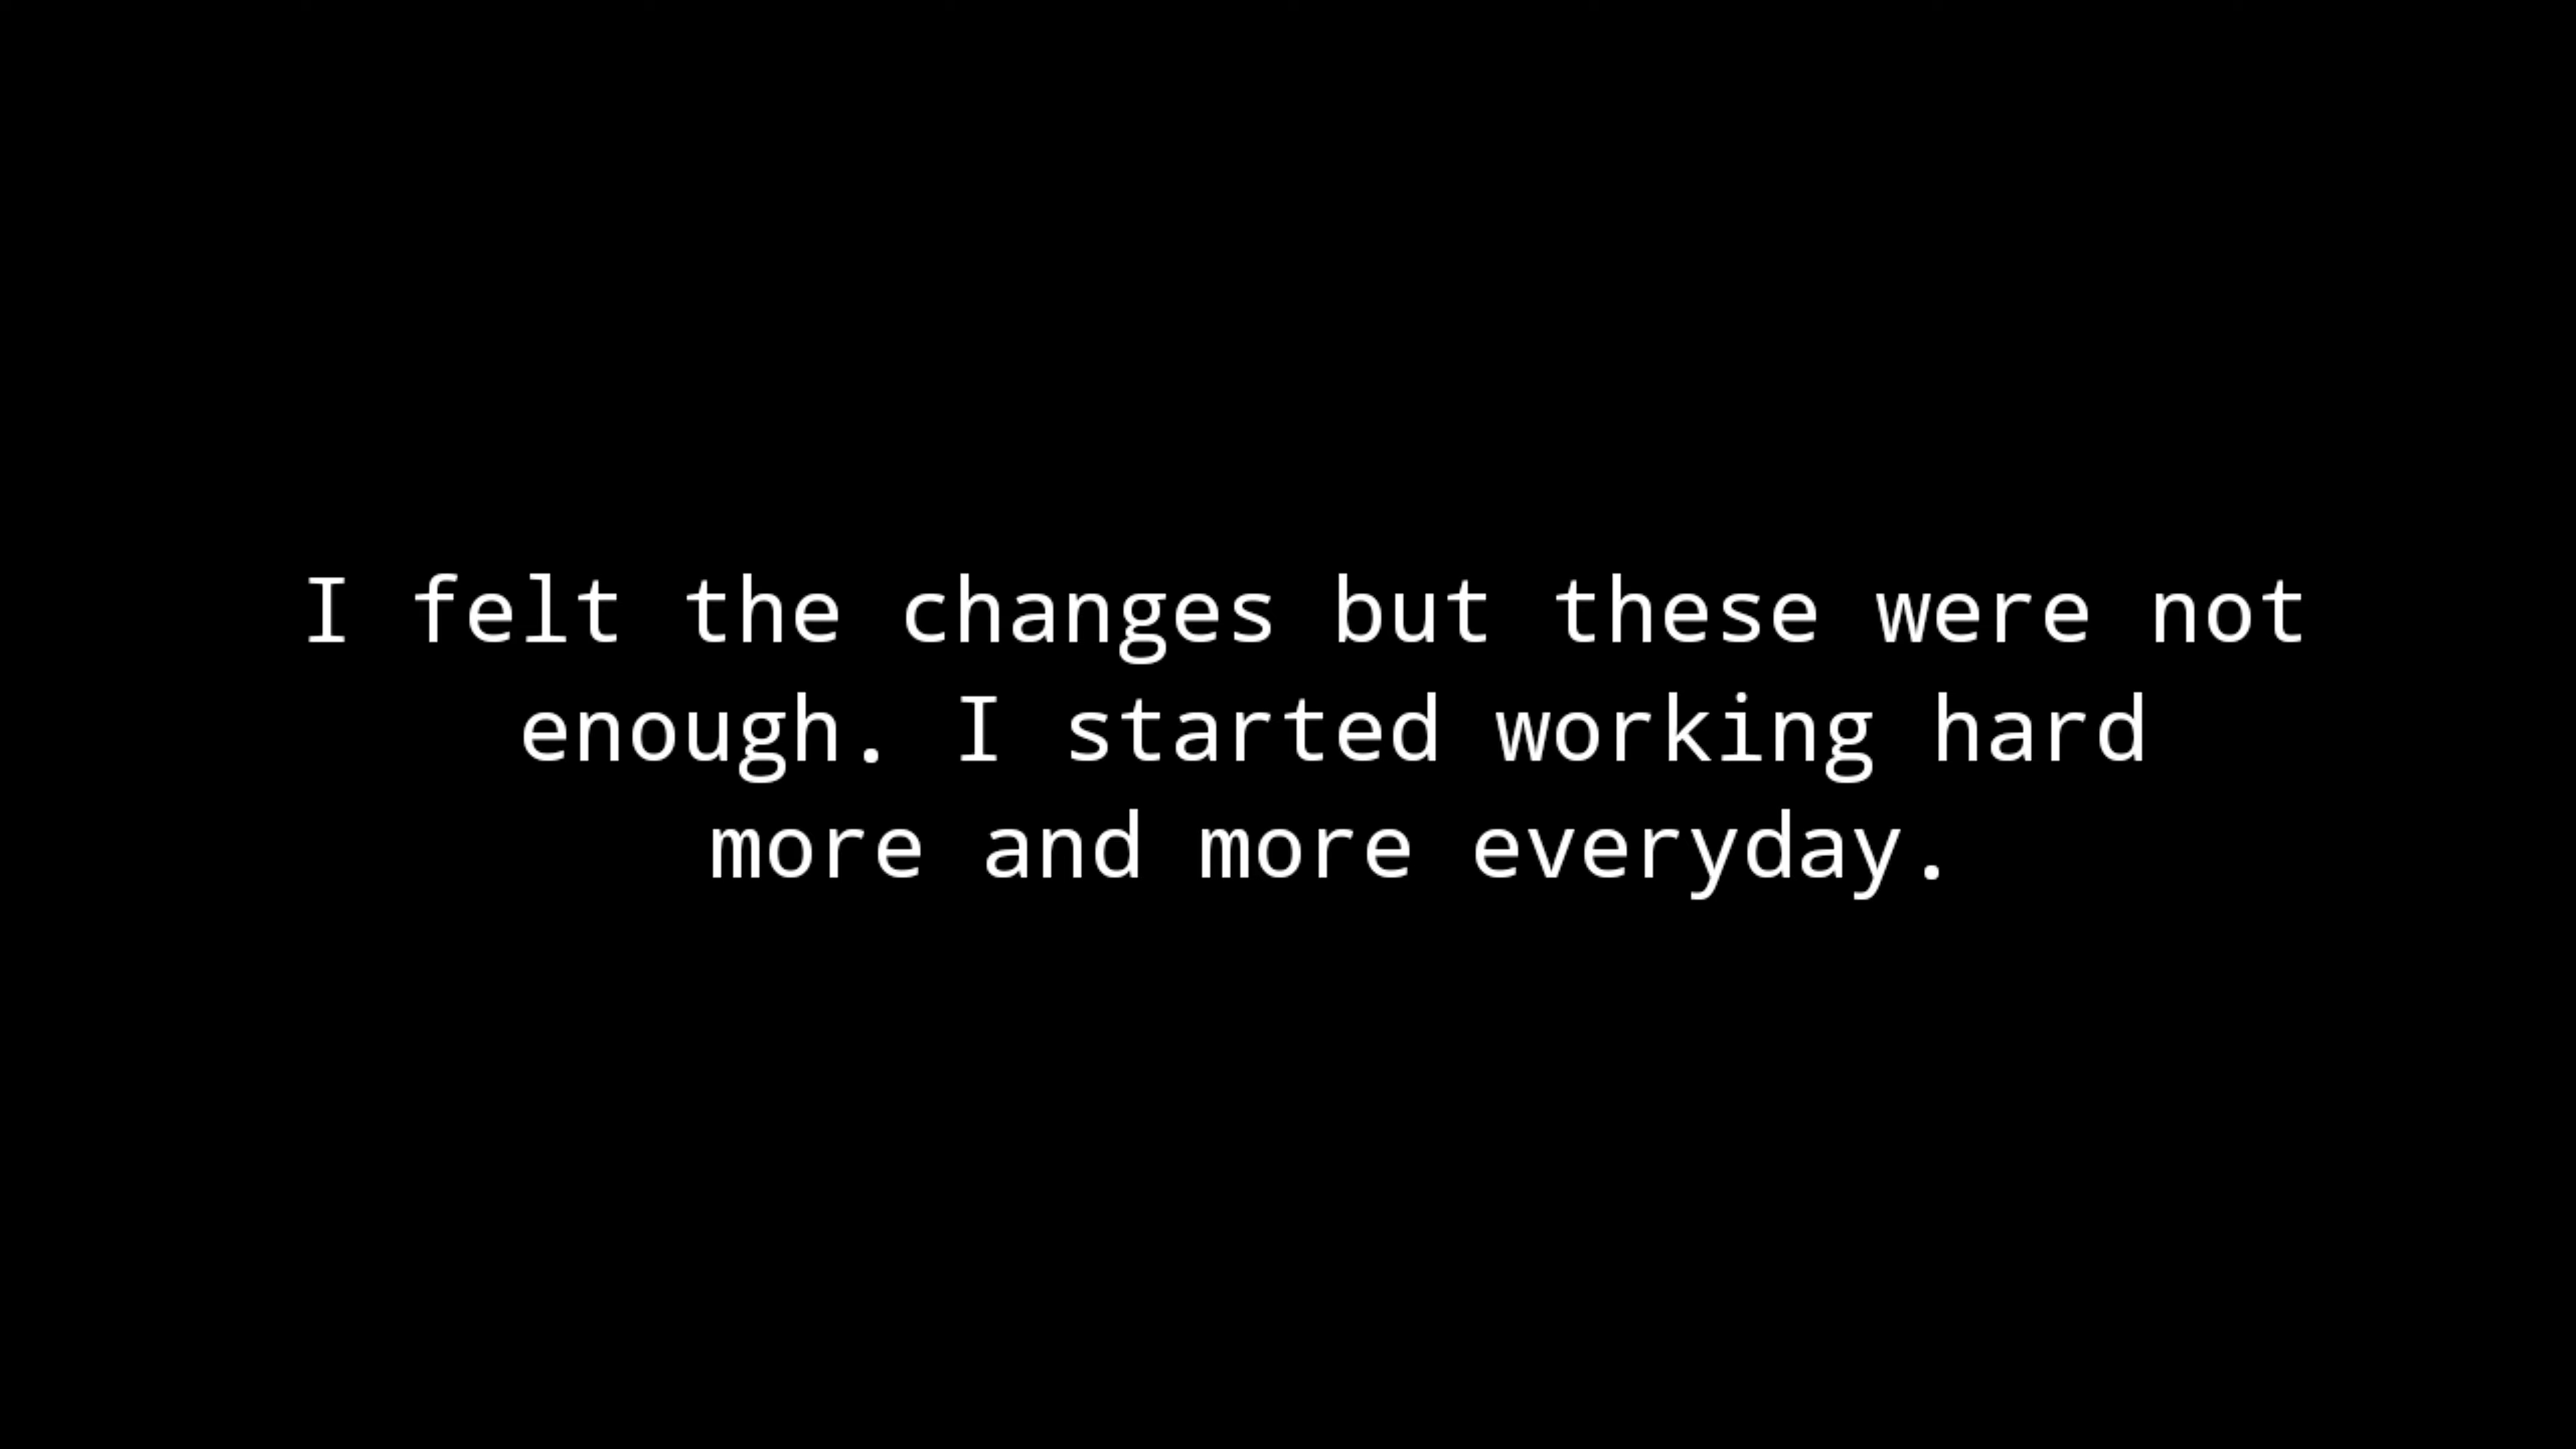 I felt the changes but these were not
enough. I started working hard
more and more everyday.